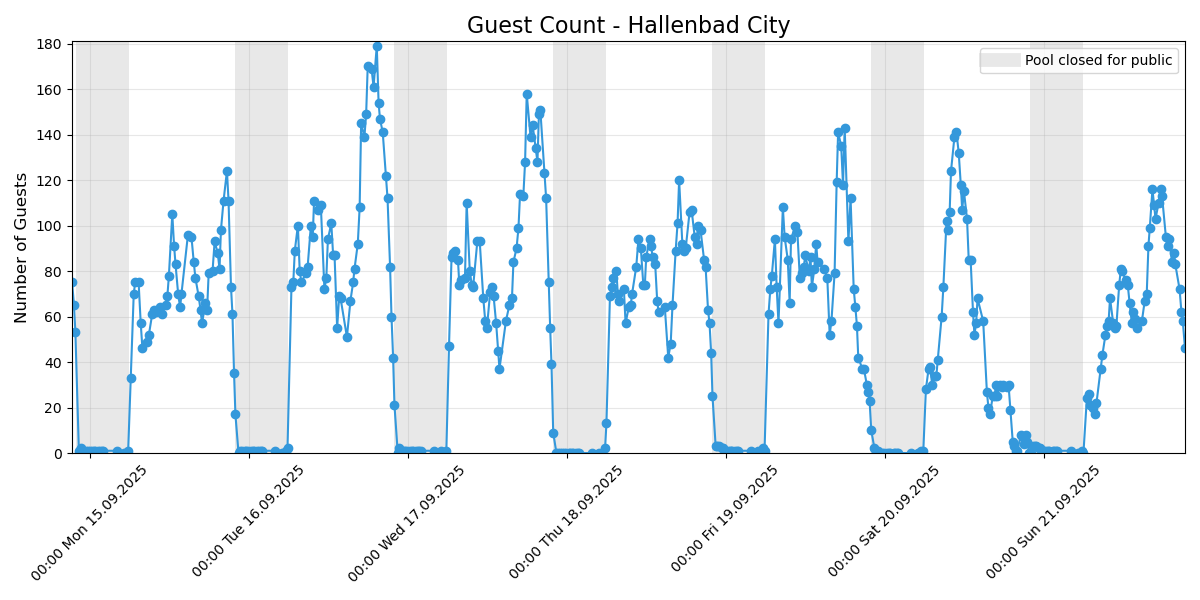 Guest Count - Hallenbad City
Pool closed for public
Number of Guests
180
160
140
120
100
80
60
40
20
0
00:00 Mon 15.09.2025
00:00 Tue 16.09.2025
00:00 Wed 17.09.2025
00:00 Thu 18.09.2025
00:00 Fri 19.09.2025
00:00 Sat 20.09.2025
00:00 Sun 21.09.2025